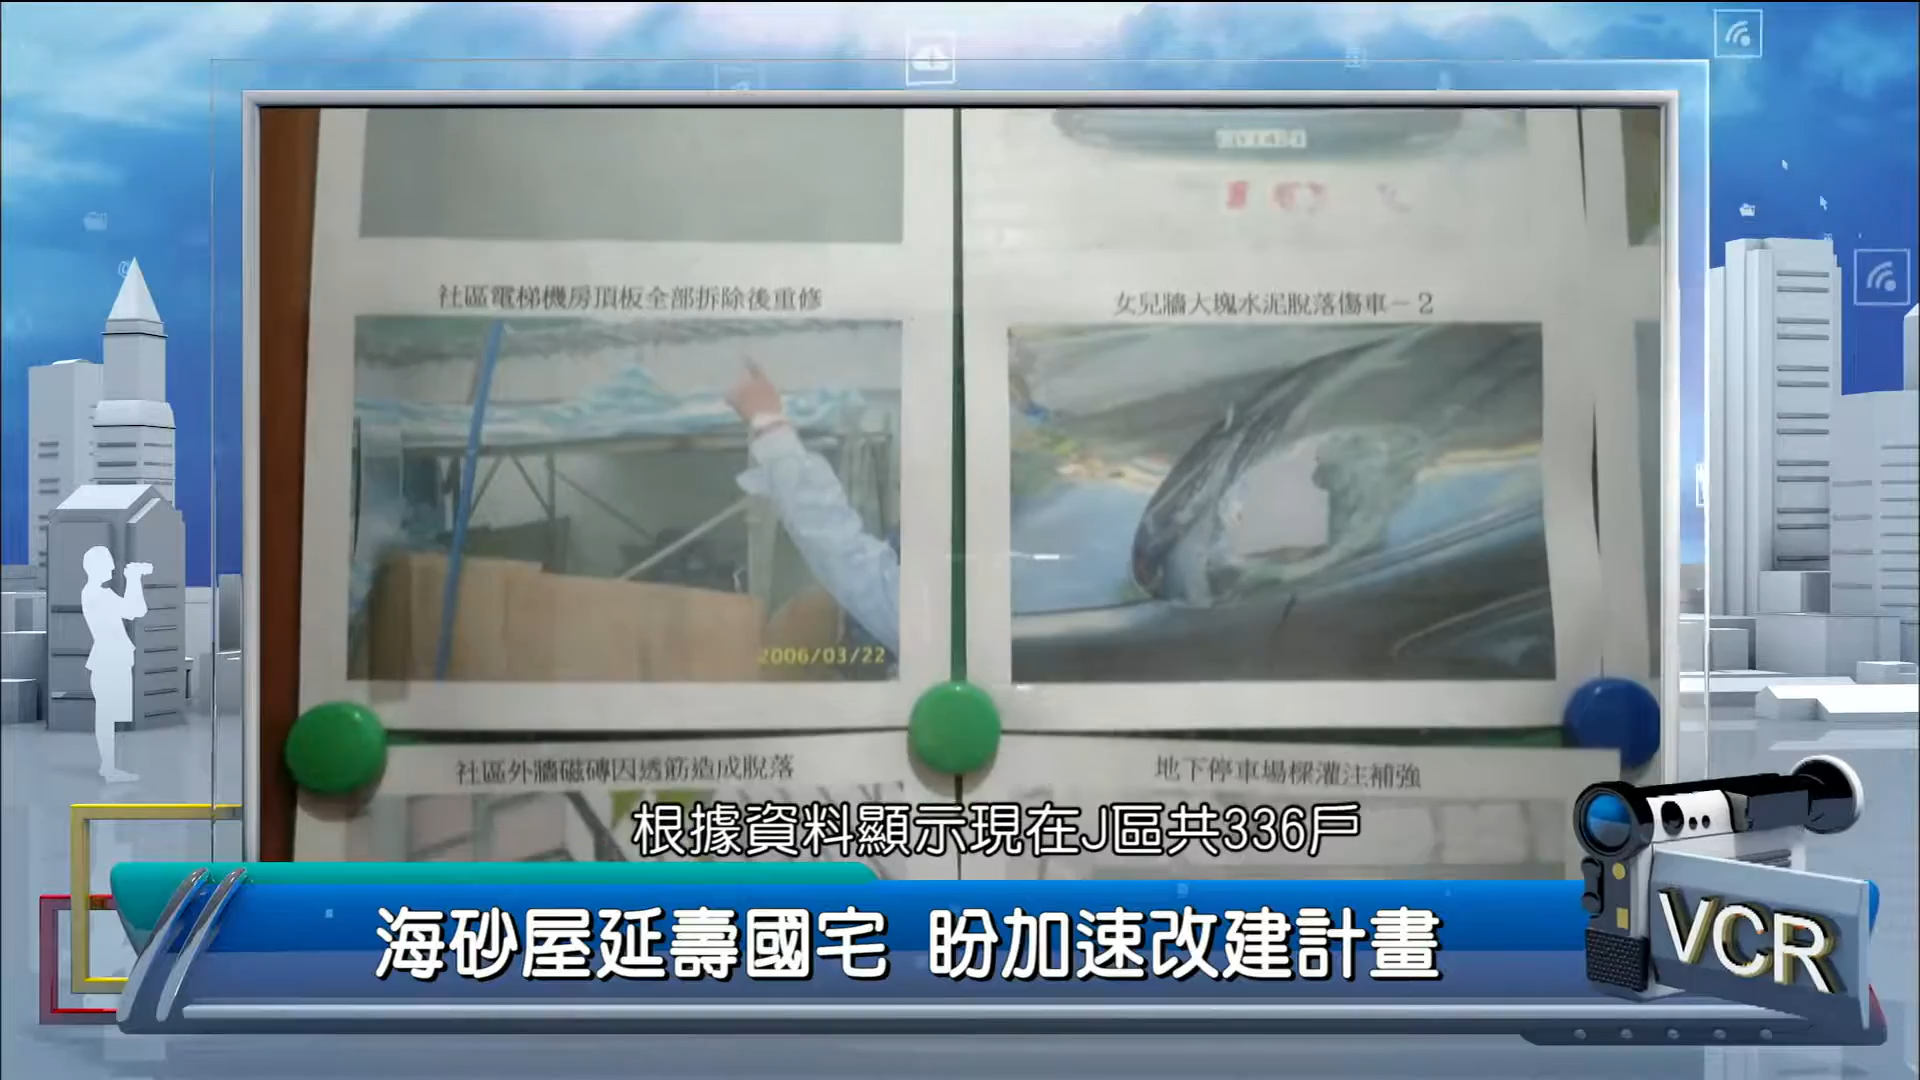 社區電梯機房頂板全部拆除後重修
女兒牆大塊水泥脫落傷車－2
2006/03/22
社區外牆磁磚因透筋造成脫落
地下停車場樑灌注補強
根據資料顯示現在J區共336戶
海砂屋延壽國宅 盼加速改建計畫
VCR